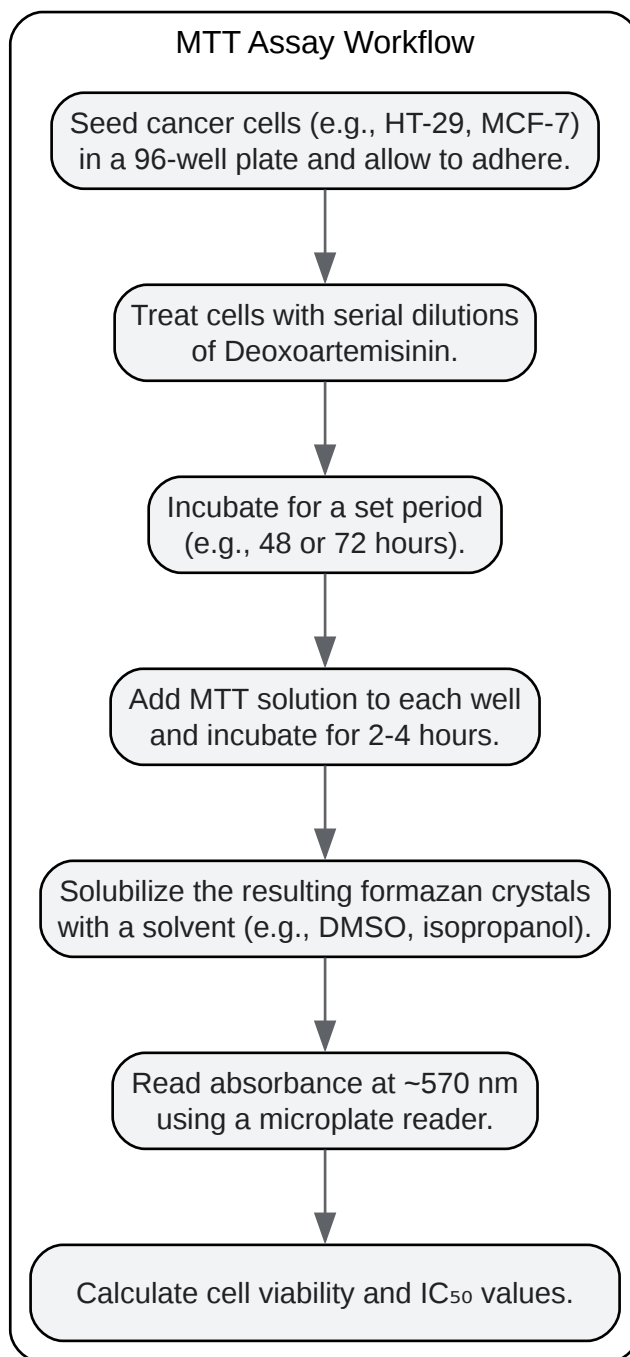 MTT Assay Workflow
Seed cancer cells (e.g., HT-29, MCF-7)
in a 96-well plate and allow to adhere.
Treat cells with serial dilutions
of Deoxoartemisinin.
Incubate for a set period
(e.g., 48 or 72 hours).
Add MTT solution to each well
and incubate for 2-4 hours.
Solubilize the resulting formazan crystals
with a solvent (e.g., DMSO, isopropanol).
Read absorbance at ~570 nm
using a microplate reader.
Calculate cell viability and IC₅₀ values.